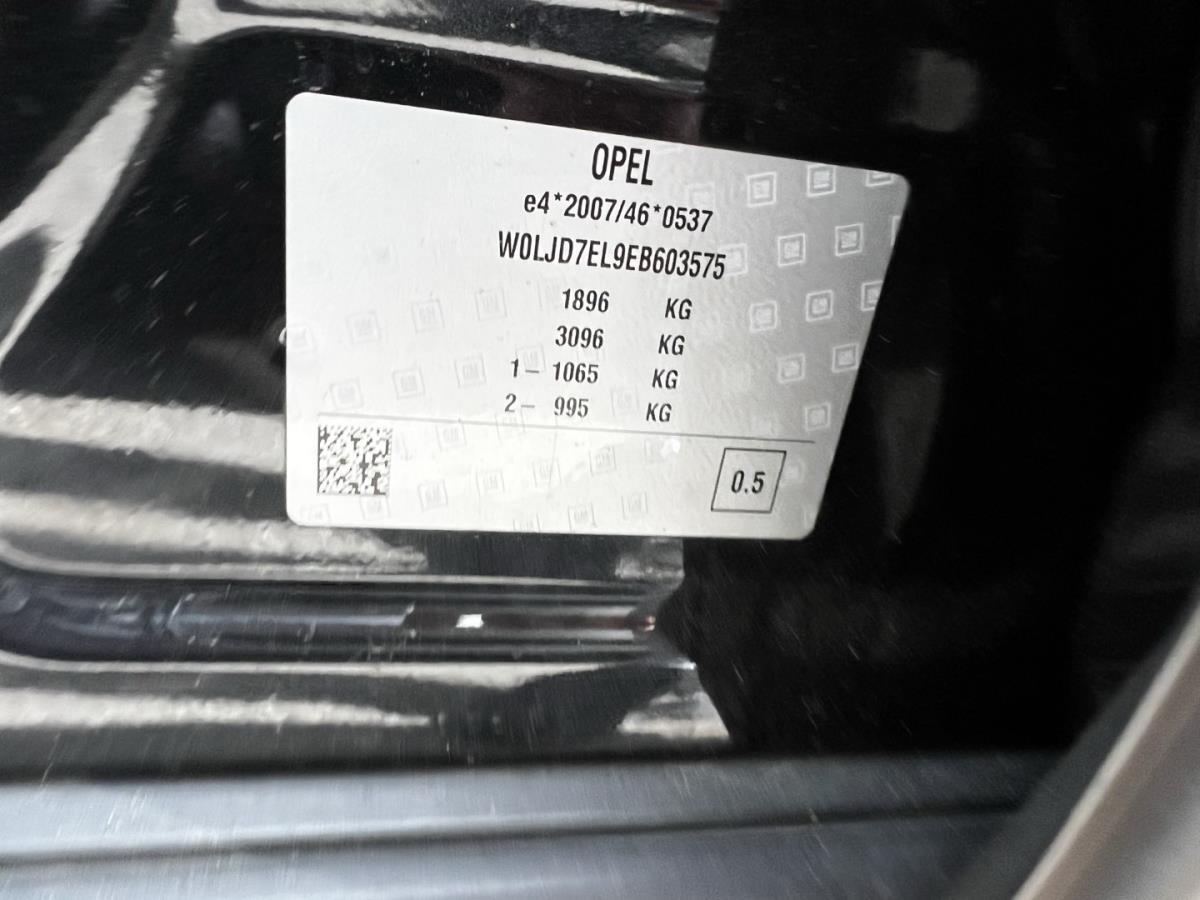 OPEL
e4*2007/46*0537
W0LJD7EL9EB603575
1896 KG
3096 KG
1- 1065 KG
2- 995 KG
0.5